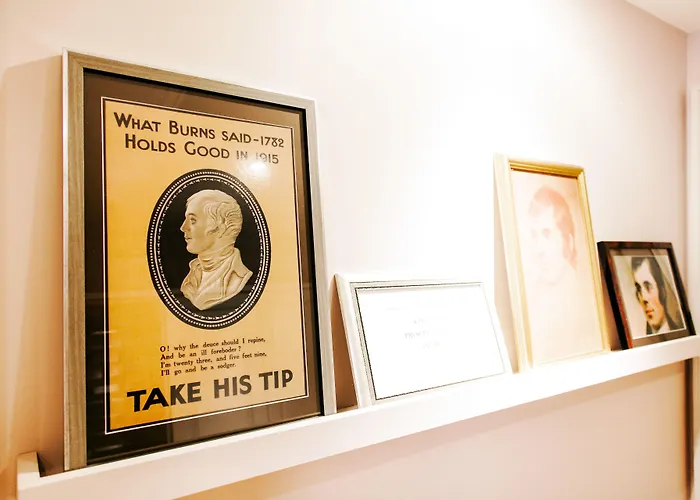 WHAT BURNS SAID-1782
HOLDS GOOD IN 1915
O! why the deuce should I repine,
And be an ill foreboder?
I'm twenty three, and five feet nine,
I'll go and be a sodger.
TAKE HIS TIP